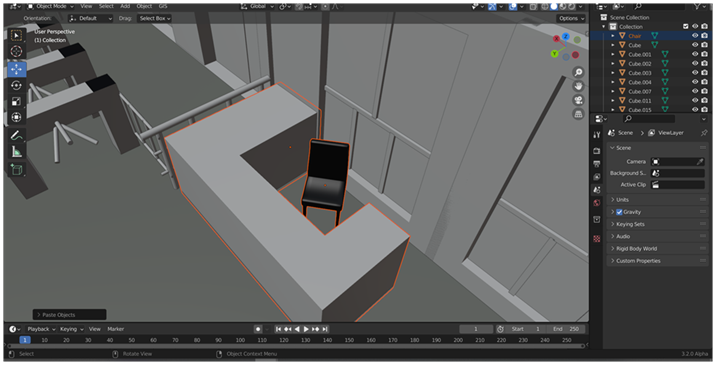 Object Mode View Select Add Object GIS Global
Orientation: Default Drag: Select Box Options
User Perspective
(1) Collection
Scene Collection
Collection
Chair
Cube
Cube.001
Cube.002
Cube.003
Cube.004
Cube.007
Cube.011
Cube.015
Scene ViewLayer
Scene
Camera
Background S...
Active Clip
Units
Gravity
Keying Sets
Audio
Rigid Body World
Custom Properties
Paste Objects
Playback Keying View Marker 1 Start 1 End 250
1 10 20 30 40 50 60 70 80 90 100 110 120 130 140 150 160 170 180 190 200 210 220 230 240 250
Select Rotate View Object Context Menu 3.2.0 Alpha